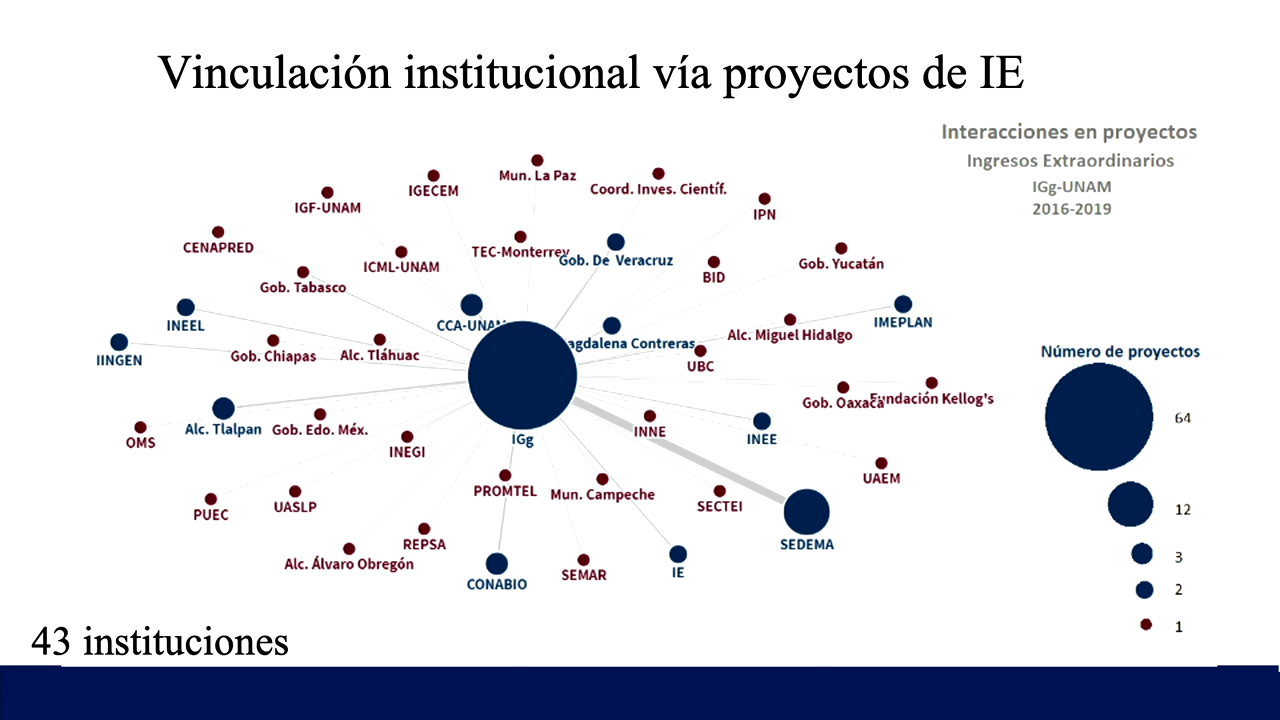 Vinculación institucional vía proyectos de IE
Interacciones en proyectos
Ingresos Extraordinarios
IGg-UNAM
2016-2019
Mun. La Paz
IGECEM
Coord. Inves. Científ.
IGF-UNAM
IPN
CENAPRED
TEC-Monterrey
Gob. De Veracruz
ICML-UNAM
Gob. Yucatán
BID
Gob. Tabasco
INEEL
CCA-UNAM
IMEPLAN
Alc. Miguel Hidalgo
agdalena Contreras
IINGEN
Gob. Chiapas
Alc. Tláhuac
UBC
Número de proyectos
Gob. Oaxaca
Fundación Kellog's
64
Alc. Tlalpan
Gob. Edo. Méx.
INNE
INEE
IGg
OMS
INEGI
UAEM
PROMTEL
Mun. Campeche
SECTEI
PUEC
UASLP
12
REPSA
SEDEMA
Alc. Álvaro Obregón
3
CONABIO
SEMAR
IE
2
1
43 instituciones